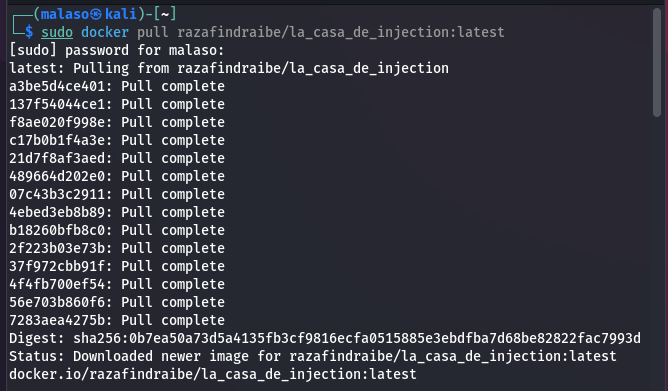 ┌──(malaso㉿kali)-[~]
└─$ sudo docker pull razafindraibe/la_casa_de_injection:latest
[sudo] password for malaso:
latest: Pulling from razafindraibe/la_casa_de_injection
a3be5d4ce401: Pull complete
137f54044ce1: Pull complete
f8ae020f998e: Pull complete
c17b0b1f4a3e: Pull complete
21d7f8af3aed: Pull complete
489664d202e0: Pull complete
07c43b3c2911: Pull complete
4ebed3eb8b89: Pull complete
b18260bfb8c0: Pull complete
2f223b03e73b: Pull complete
37f972cbb91f: Pull complete
4f4fb700ef54: Pull complete
56e703b860f6: Pull complete
7283aea4275b: Pull complete
Digest: sha256:0b7ea50a73d5a4135fb3cf9816ecfa0515885e3ebdfba7d68be82822fac7993d
Status: Downloaded newer image for razafindraibe/la_casa_de_injection:latest
docker.io/razafindraibe/la_casa_de_injection:latest